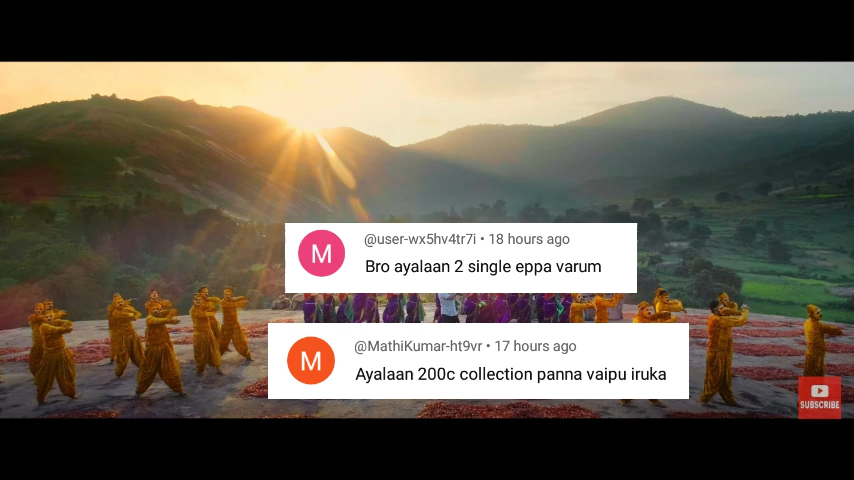 M
@user-wx5hv4tr7i • 18 hours ago
Bro ayalaan 2 single eppa varum
M
@MathiKumar-ht9vr • 17 hours ago
Ayalaan 200c collection panna vaipu iruka
SUBSCRIBE